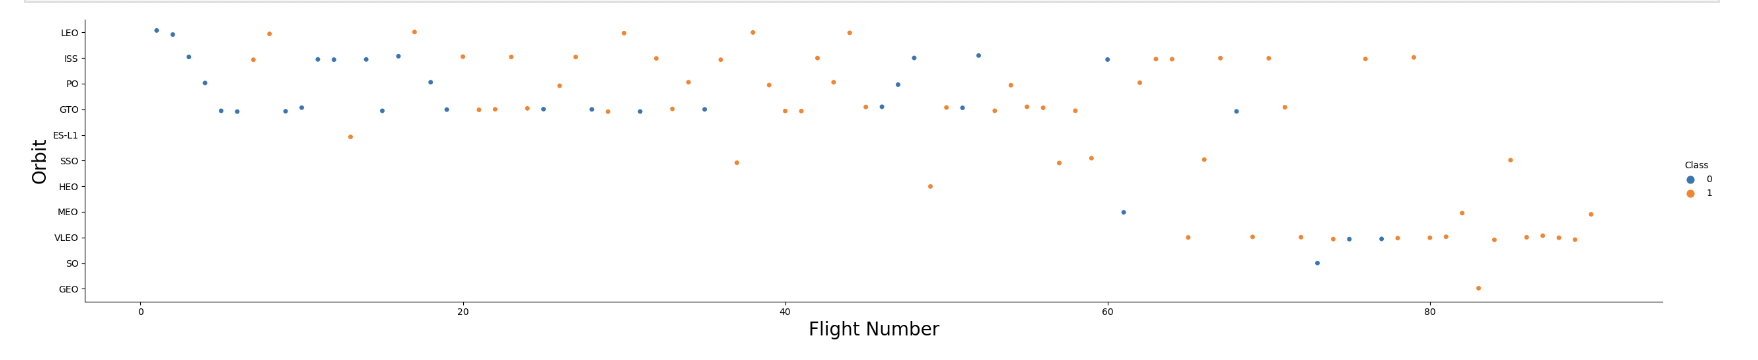 LEO
ISS
PO
GTO
ES-L1
SSO
HEO
MEO
VLEO
SO
GEO
Orbit
0 20 40 60 80
Flight Number
Class
0
1